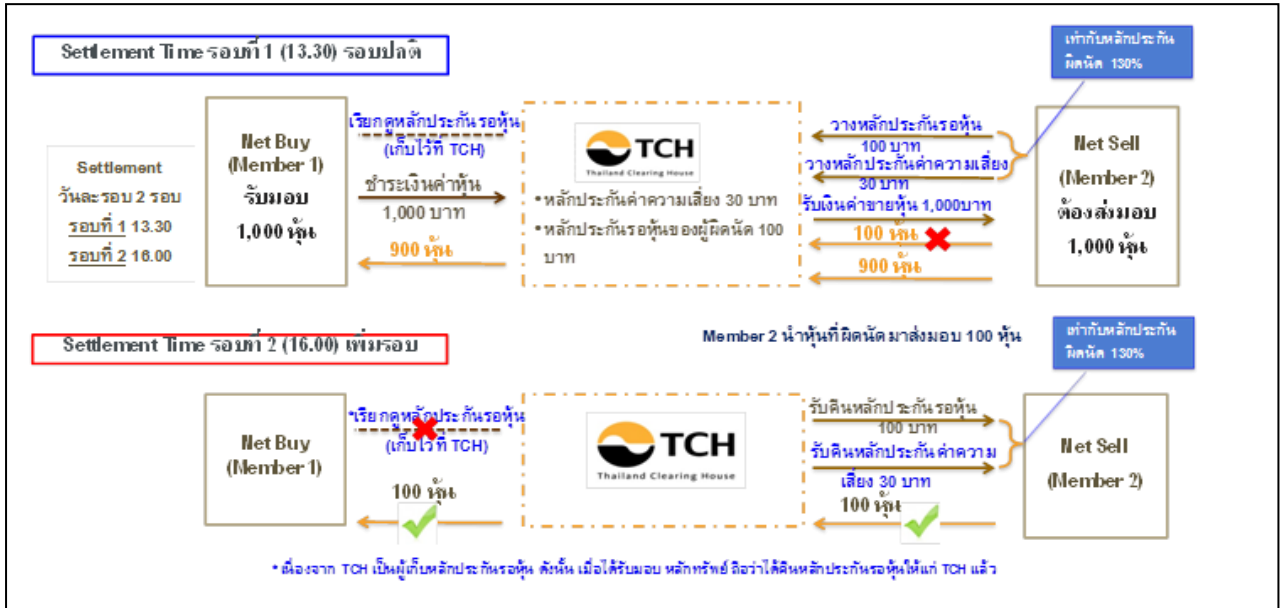 Settlement Time รอบที่ 1 (13.30) รอบปกติ
เท่ากับหลักประกัน
ผิดนัด 130%
Settlement
วันละรอบ 2 รอบ
รอบที่ 1 13.30
รอบที่ 2 16.00
Net Buy
(Member 1)
รับมอบ
1,000 หุ้น
เรียกดูหลักประกันรอหุ้น
(เก็บไว้ที่ TCH)
ชำระเงินค่าหุ้น
1,000 บาท
900 หุ้น
TCH
Thailand Clearing House
•หลักประกันค่าความเสี่ยง 30 บาท
•หลักประกันรอหุ้นของผู้ผิดนัด 100
บาท
วางหลักประกันรอหุ้น
100 บาท
วางหลักประกันค่าความเสี่ยง
30 บาท
รับเงินค่าขายหุ้น 1,000บาท
100 หุ้น
900 หุ้น
Net Sell
(Member 2)
ต้องส่งมอบ
1,000 หุ้น
Settlement Time รอบที่ 2 (16.00) เพิ่มรอบ
Member 2 นำหุ้นที่ผิดนัด มาส่งมอบ 100 หุ้น
เท่ากับหลักประกัน
ผิดนัด 130%
Net Buy
(Member 1)
*เรียกดูหลักประกันรอหุ้น
(เก็บไว้ที่ TCH)
100 หุ้น
TCH
Thailand Clearing House
รับคืนหลักประกันรอหุ้น
100 บาท
รับคืนหลักประกันค่าความ
เสี่ยง 30 บาท
100 หุ้น
Net Sell
(Member 2)
* เนื่องจาก TCH เป็นผู้เก็บหลักประกันรอหุ้น ดังนั้น เมื่อได้รับมอบ หลักทรัพย์ ถือว่าได้คืนหลักประกันรอหุ้นให้แก่ TCH แล้ว